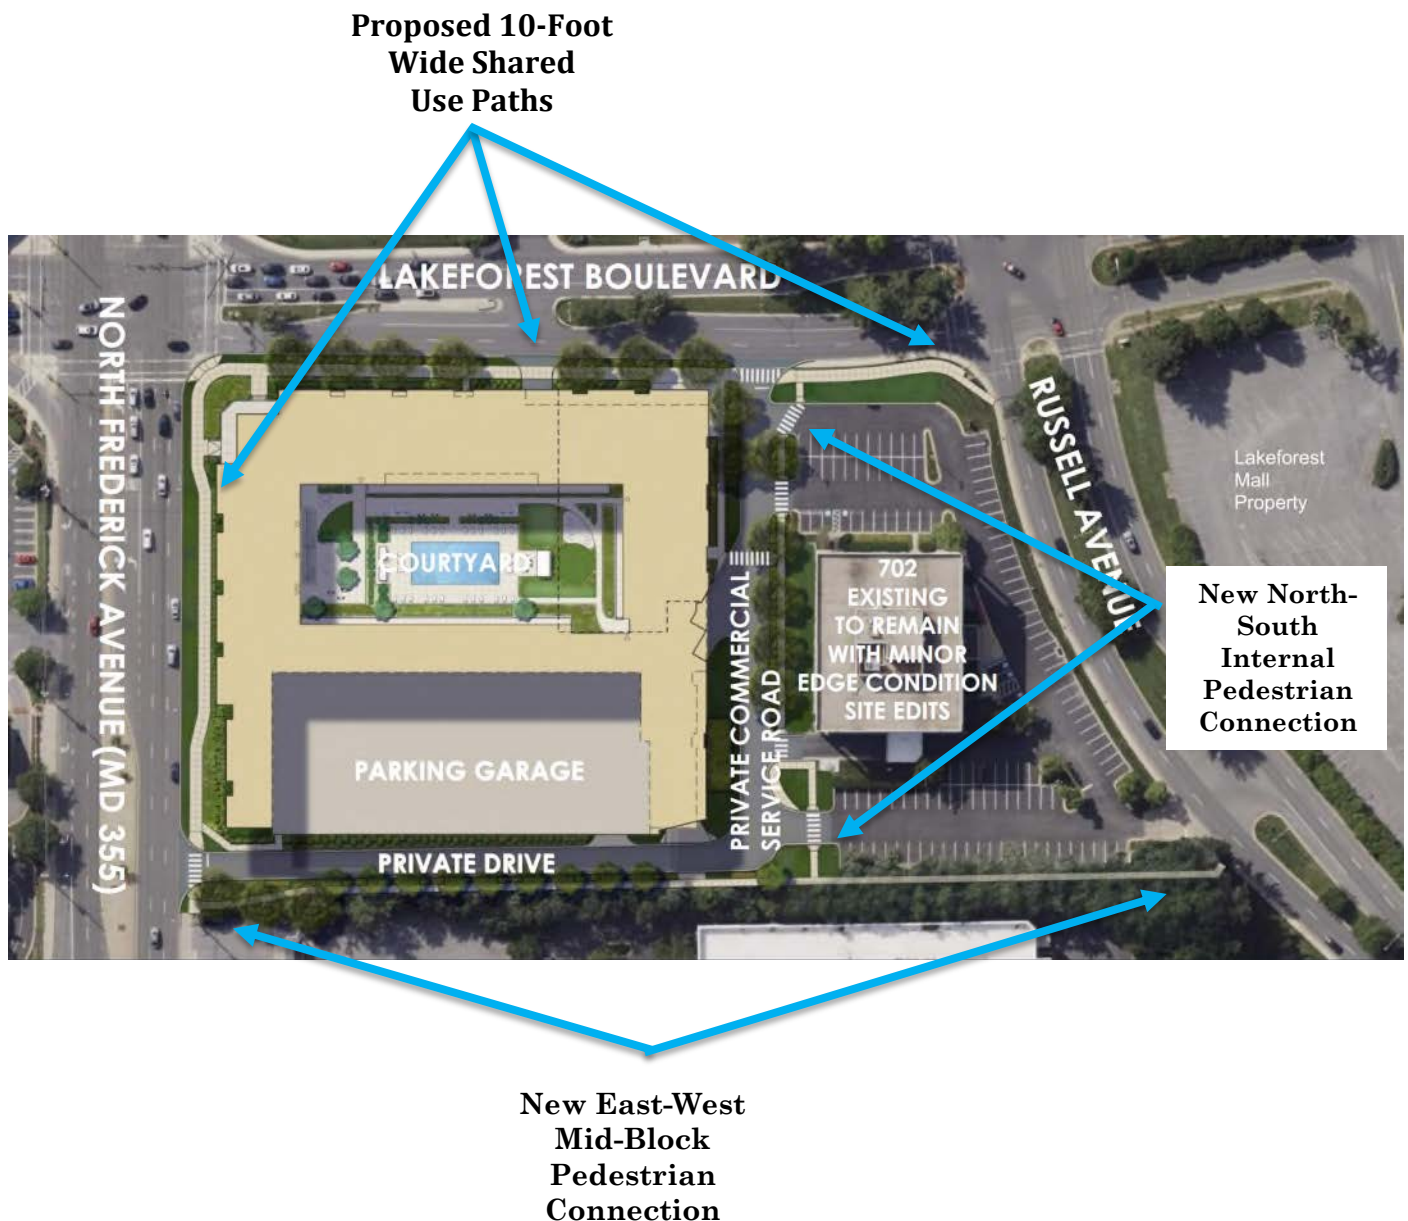 Proposed 10-Foot
Wide Shared
Use Paths
LAKEFOREST BOULEVARD
NORTH FREDERICK AVENUE (MD 355)
RUSSELL AVENUE
Lakeforest
Mall
Property
COURTYARD
702
EXISTING
TO REMAIN
WITH MINOR
EDGE CONDITION
SITE EDITS
PRIVATE COMMERCIAL
SERVICE ROAD
New North-
South
Internal
Pedestrian
Connection
PARKING GARAGE
PRIVATE DRIVE
New East-West
Mid-Block
Pedestrian
Connection